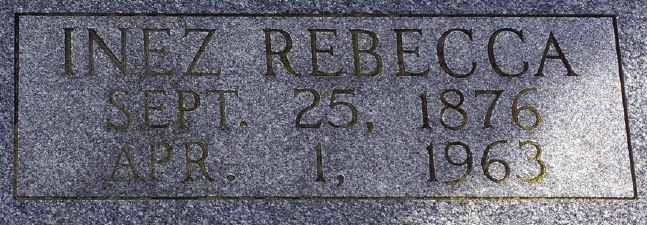 INEZ REBECCA
SEPT. 25, 1876
APR. 1, 1963